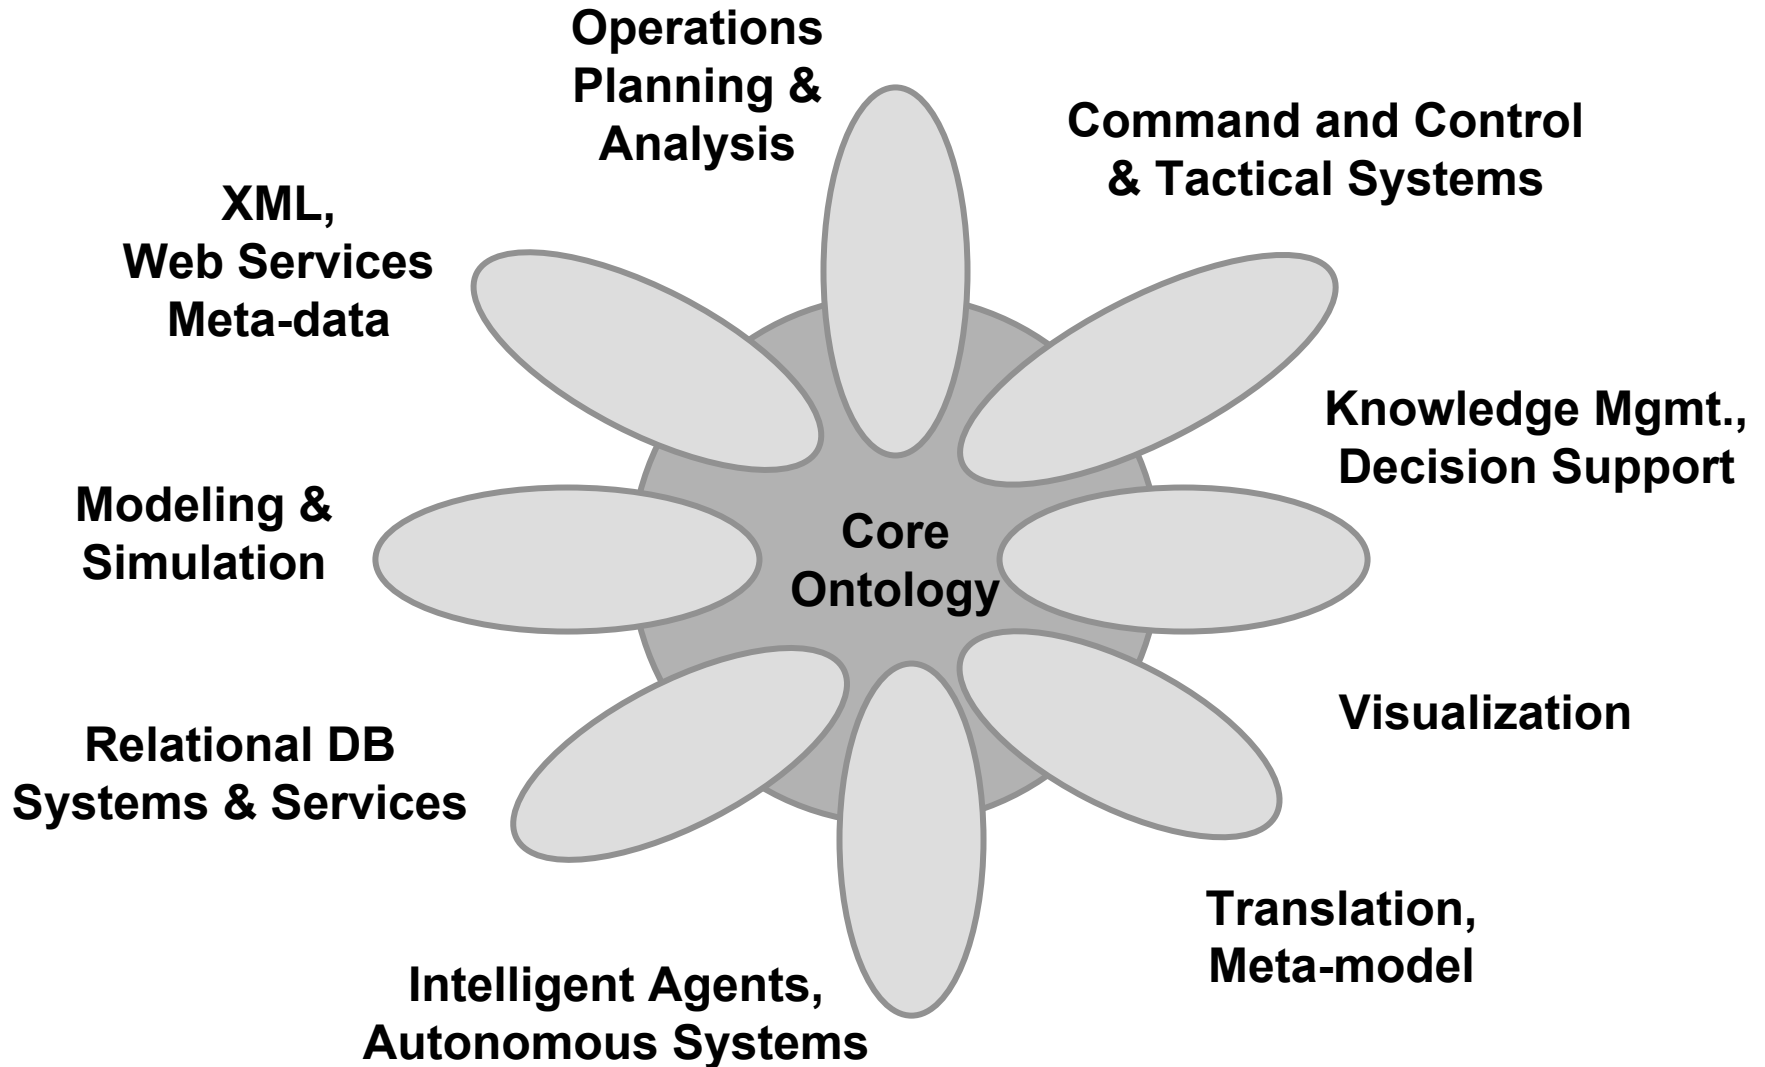 Operations
Planning &
Analysis
Command and Control
& Tactical Systems
XML,
Web Services
Meta-data
Knowledge Mgmt.,
Decision Support
Modeling &
Simulation
Core
Ontology
Visualization
Relational DB
Systems & Services
Translation,
Meta-model
Intelligent Agents,
Autonomous Systems